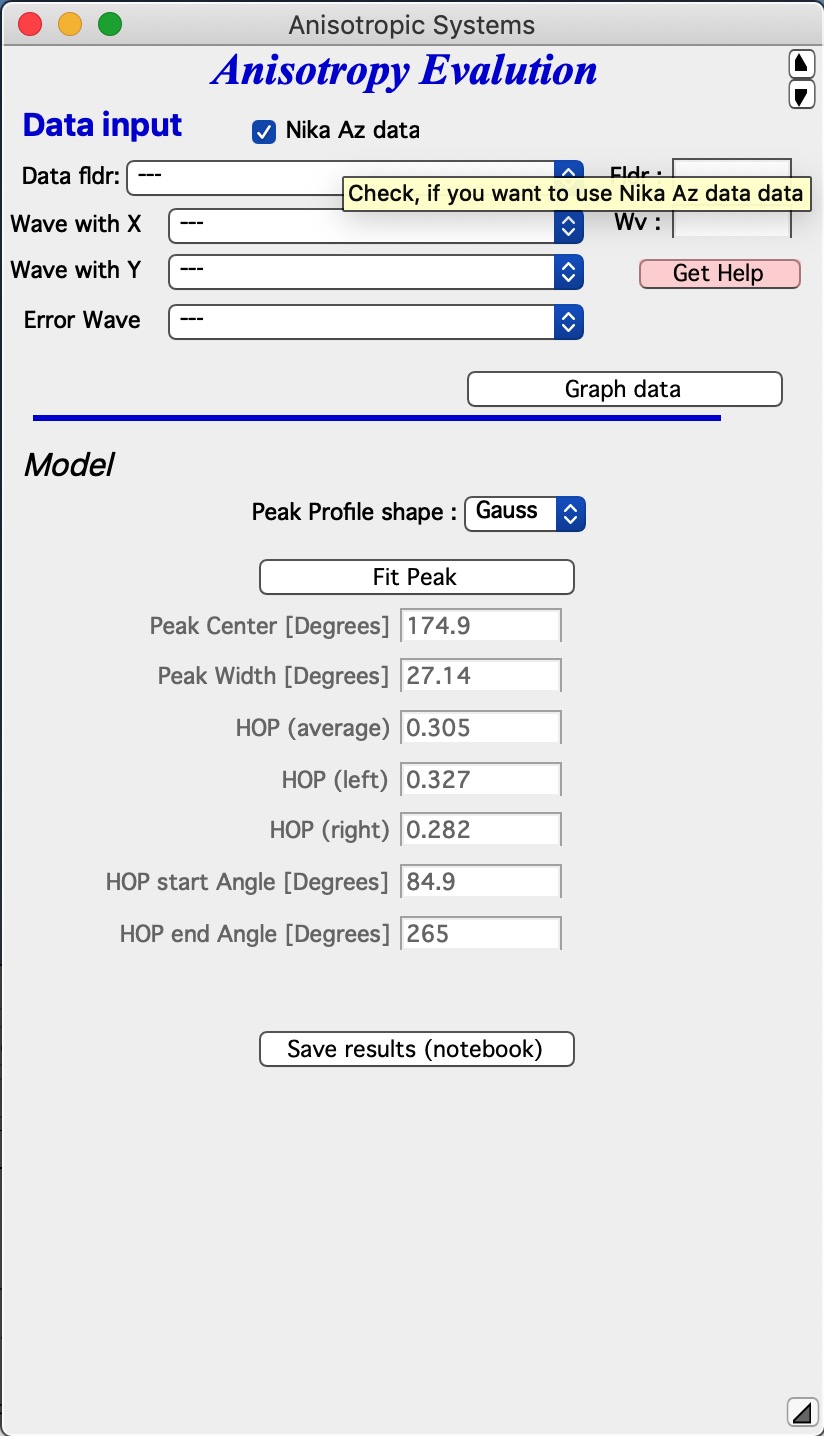 Anisotropic Systems
Anisotropy Evalution
Data input
Nika Az data
Data fldr: --- Fldr :
Check, if you want to use Nika Az data data
Wave with X --- Wv :
Wave with Y --- Get Help
Error Wave ---
Graph data
Model
Peak Profile shape : Gauss
Fit Peak
Peak Center [Degrees] 174.9
Peak Width [Degrees] 27.14
HOP (average) 0.305
HOP (left) 0.327
HOP (right) 0.282
HOP start Angle [Degrees] 84.9
HOP end Angle [Degrees] 265
Save results (notebook)